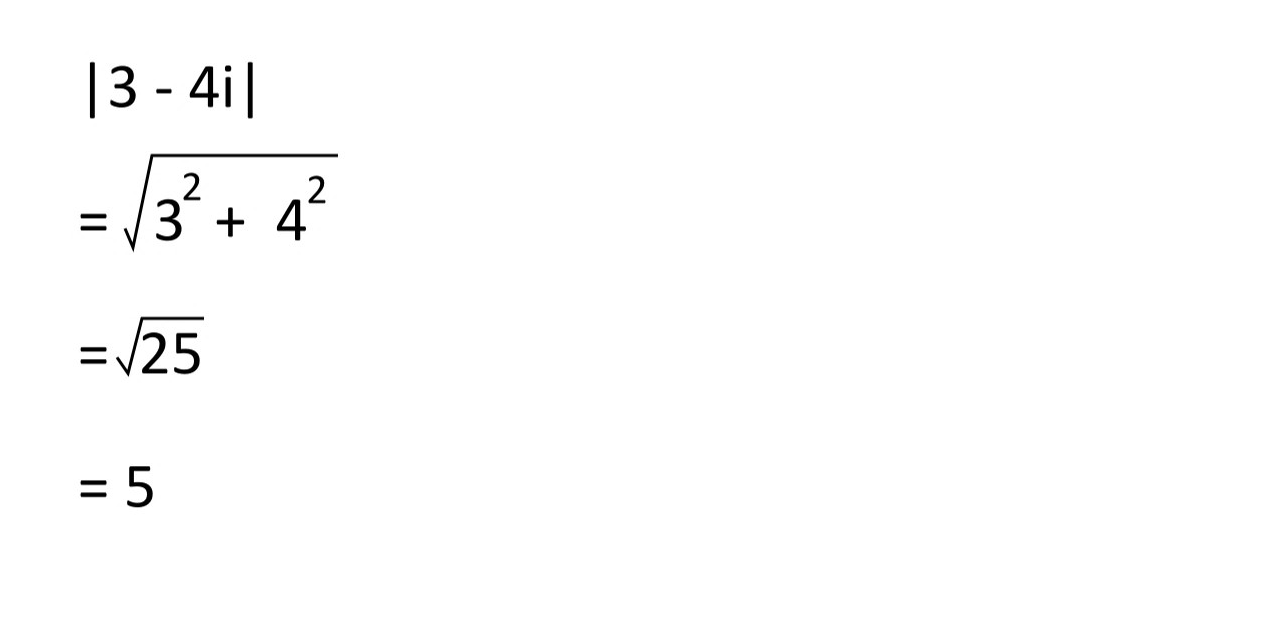 |3 - 4i|
= √3² + 4²
= √25
= 5